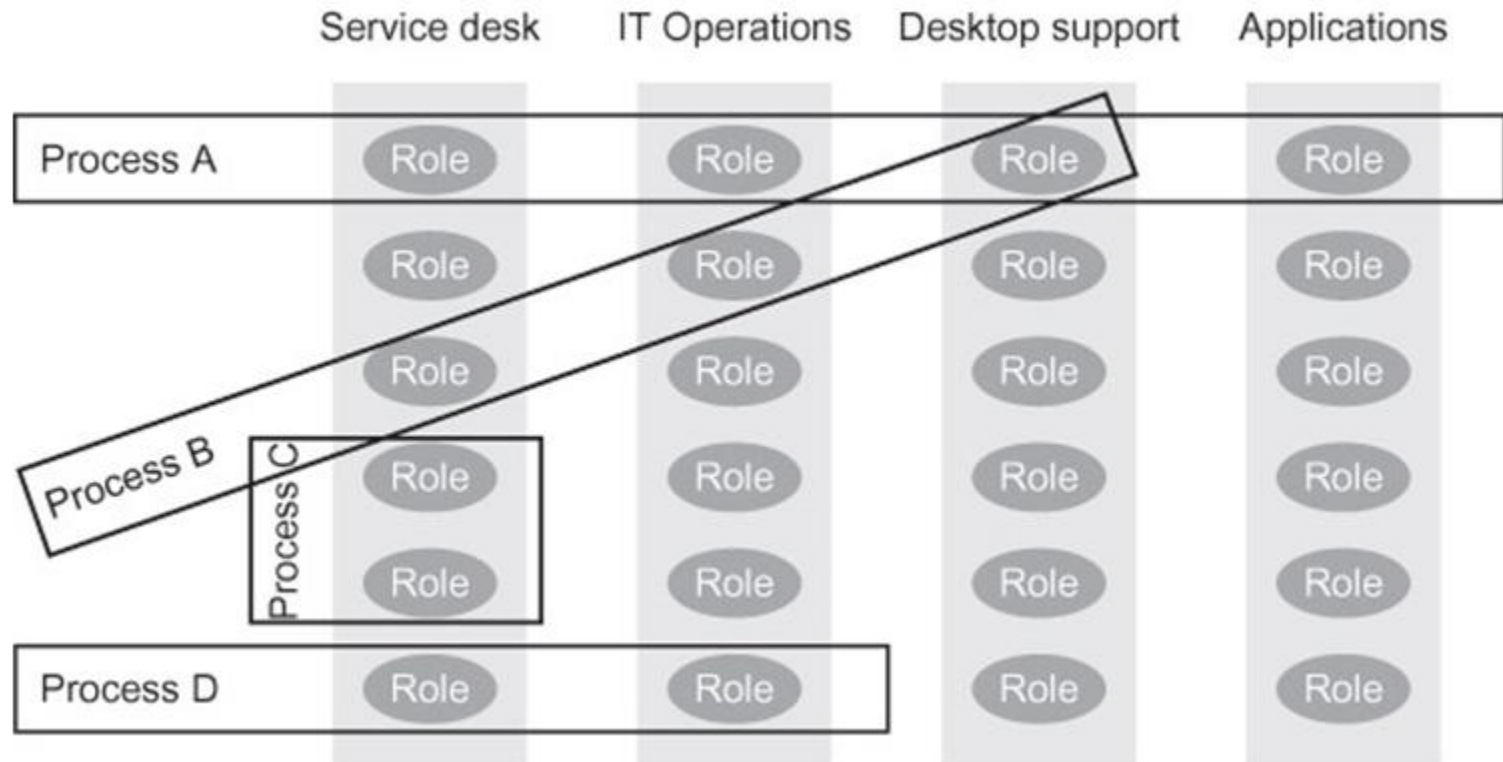 Service desk IT Operations Desktop support Applications
Process A Role Role Role Role
Role Role Role Role
Role Role Role Role
Process B
Process C
Role Role Role Role
Role Role Role Role
Process D Role Role Role Role